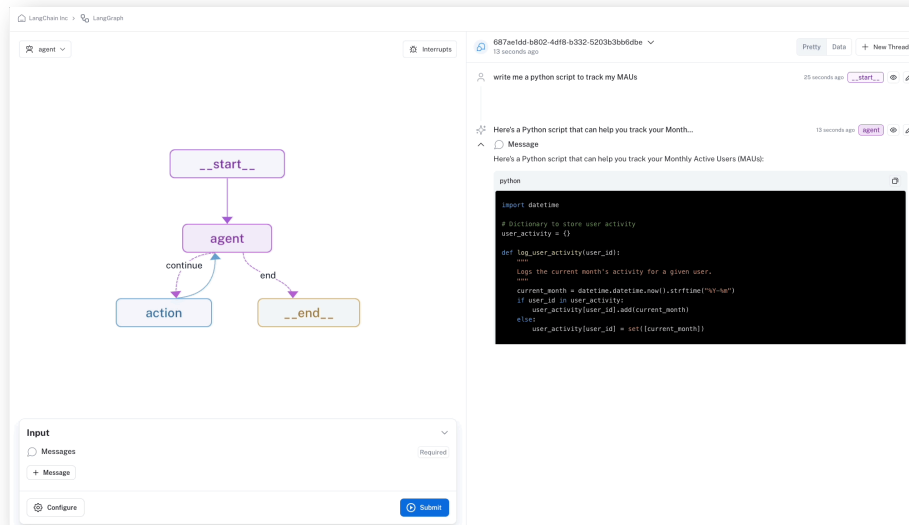 LangChain Inc > LangGraph
agent
Interrupts
__start__
agent
continue
end
action
__end__
Input
Messages
Required
+ Message
Configure
Submit
687ae1dd-b802-4df8-b332-5203b3bb6dbe
13 seconds ago
Pretty Data + New Thread
write me a python script to track my MAUs
25 seconds ago __start__
Here's a Python script that can help you track your Month...
13 seconds ago agent
Message
Here's a Python script that can help you track your Monthly Active Users (MAUs):
python
import datetime
# Dictionary to store user activity
user_activity = {}
def log_user_activity(user_id):
"""
Logs the current month's activity for a given user.
"""
current_month = datetime.datetime.now().strftime("%Y-%m")
if user_id in user_activity:
user_activity[user_id].add(current_month)
else:
user_activity[user_id] = set([current_month])